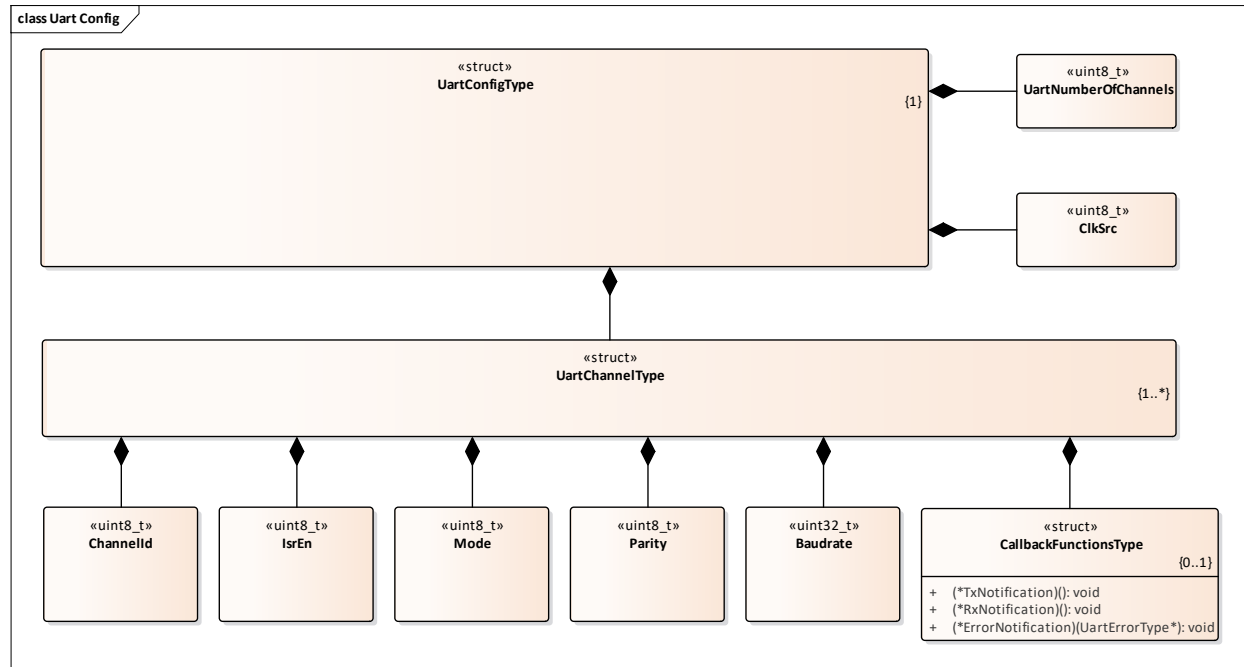 class Uart Config
«struct»
UartConfigType
{1}
«uint8_t»
UartNumberOfChannels
«uint8_t»
ClkSrc
«struct»
UartChannelType
{1..*}
«uint8_t»
ChannelId
«uint8_t»
IsrEn
«uint8_t»
Mode
«uint8_t»
Parity
«uint32_t»
Baudrate
«struct»
CallbackFunctionsType
{0..1}
+ (*TxNotification)(): void
+ (*RxNotification)(): void
+ (*ErrorNotification)(UartErrorType*): void